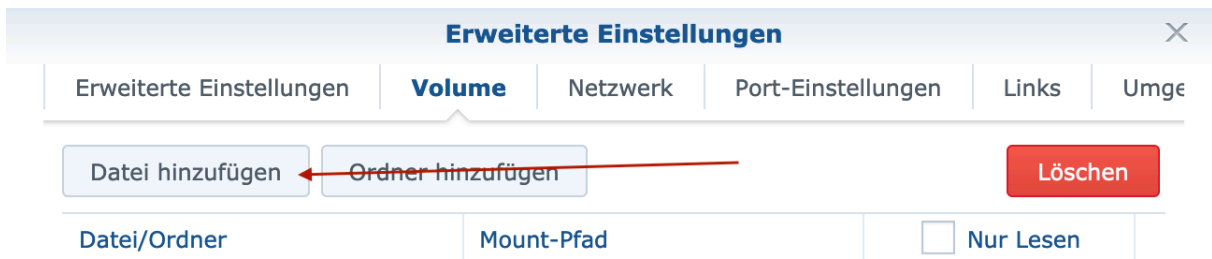 Erweiterte Einstellungen
Erweiterte Einstellungen Volume Netzwerk Port-Einstellungen Links Umge
Datei hinzufügen Ordner hinzufügen Löschen
Datei/Ordner Mount-Pfad Nur Lesen